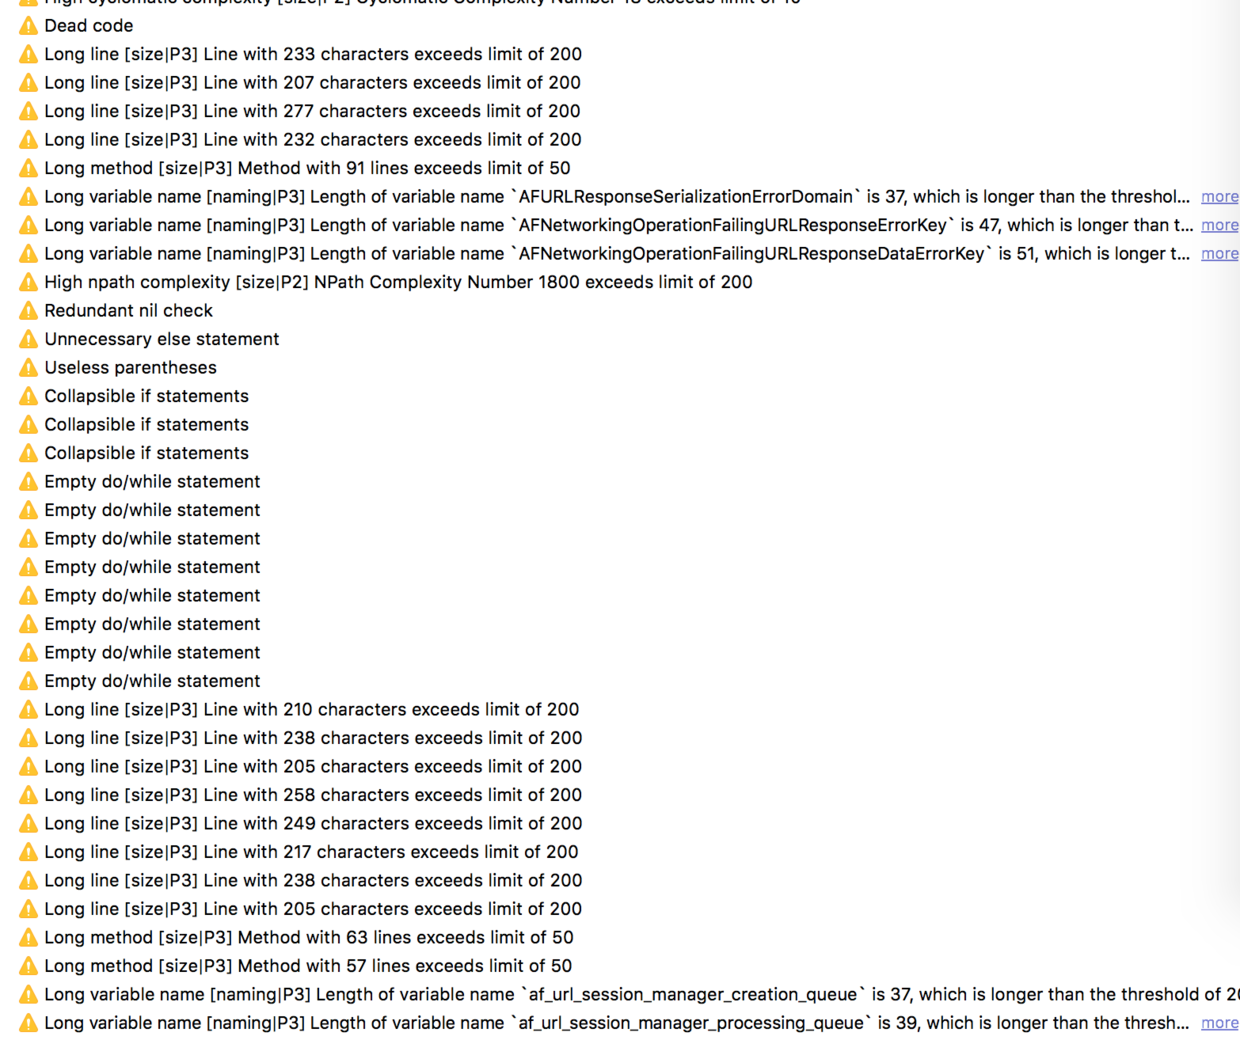 High cyclomatic complexity [size|P2] Cyclomatic Complexity Number 18 exceeds limit of 10
Dead code
Long line [size|P3] Line with 233 characters exceeds limit of 200
Long line [size|P3] Line with 207 characters exceeds limit of 200
Long line [size|P3] Line with 277 characters exceeds limit of 200
Long line [size|P3] Line with 232 characters exceeds limit of 200
Long method [size|P3] Method with 91 lines exceeds limit of 50
Long variable name [naming|P3] Length of variable name `AFURLResponseSerializationErrorDomain` is 37, which is longer than the threshol... more
Long variable name [naming|P3] Length of variable name `AFNetworkingOperationFailingURLResponseErrorKey` is 47, which is longer than t... more
Long variable name [naming|P3] Length of variable name `AFNetworkingOperationFailingURLResponseDataErrorKey` is 51, which is longer t... more
High npath complexity [size|P2] NPath Complexity Number 1800 exceeds limit of 200
Redundant nil check
Unnecessary else statement
Useless parentheses
Collapsible if statements
Collapsible if statements
Collapsible if statements
Empty do/while statement
Empty do/while statement
Empty do/while statement
Empty do/while statement
Empty do/while statement
Empty do/while statement
Empty do/while statement
Empty do/while statement
Long line [size|P3] Line with 210 characters exceeds limit of 200
Long line [size|P3] Line with 238 characters exceeds limit of 200
Long line [size|P3] Line with 205 characters exceeds limit of 200
Long line [size|P3] Line with 258 characters exceeds limit of 200
Long line [size|P3] Line with 249 characters exceeds limit of 200
Long line [size|P3] Line with 217 characters exceeds limit of 200
Long line [size|P3] Line with 238 characters exceeds limit of 200
Long line [size|P3] Line with 205 characters exceeds limit of 200
Long method [size|P3] Method with 63 lines exceeds limit of 50
Long method [size|P3] Method with 57 lines exceeds limit of 50
Long variable name [naming|P3] Length of variable name `af_url_session_manager_creation_queue` is 37, which is longer than the threshold of 20
Long variable name [naming|P3] Length of variable name `af_url_session_manager_processing_queue` is 39, which is longer than the thresh... more